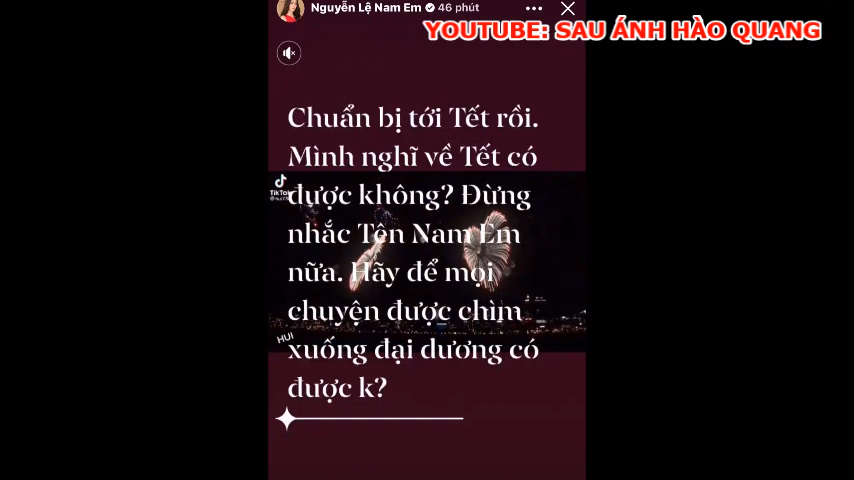 Nguyễn Lệ Nam Em 46 phút
YOUTUBE: SAU ÁNH HÀO QUANG
Chuẩn bị tới Tết rồi.
Mình nghĩ về Tết có
TikTok
được không? Đừng
nhắc Tên Nam Em
nữa. Hãy để mọi
chuyện được chìm
HUI
xuống đại dương có
được k?